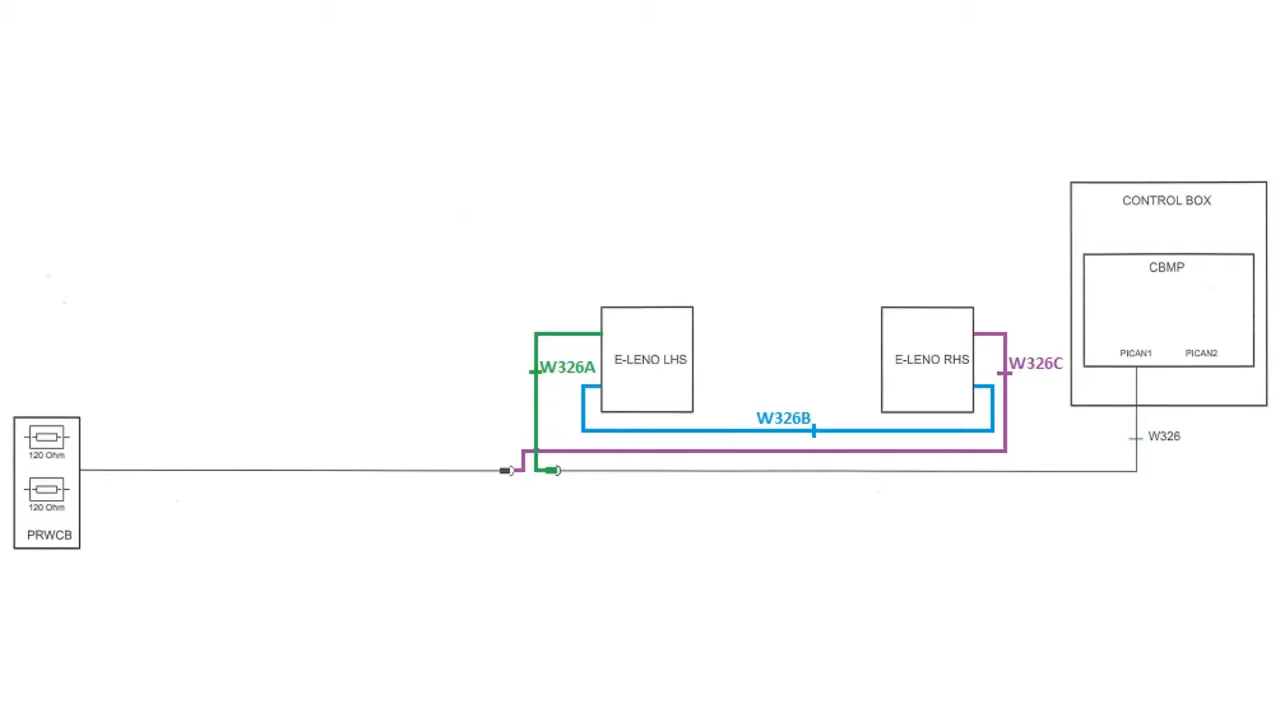 CONTROL BOX
CBMP
PICAN1 PICAN2
W326
E-LENO LHS
E-LENO RHS
W326A
W326B
W326C
120 Ohm
120 Ohm
PRWCB